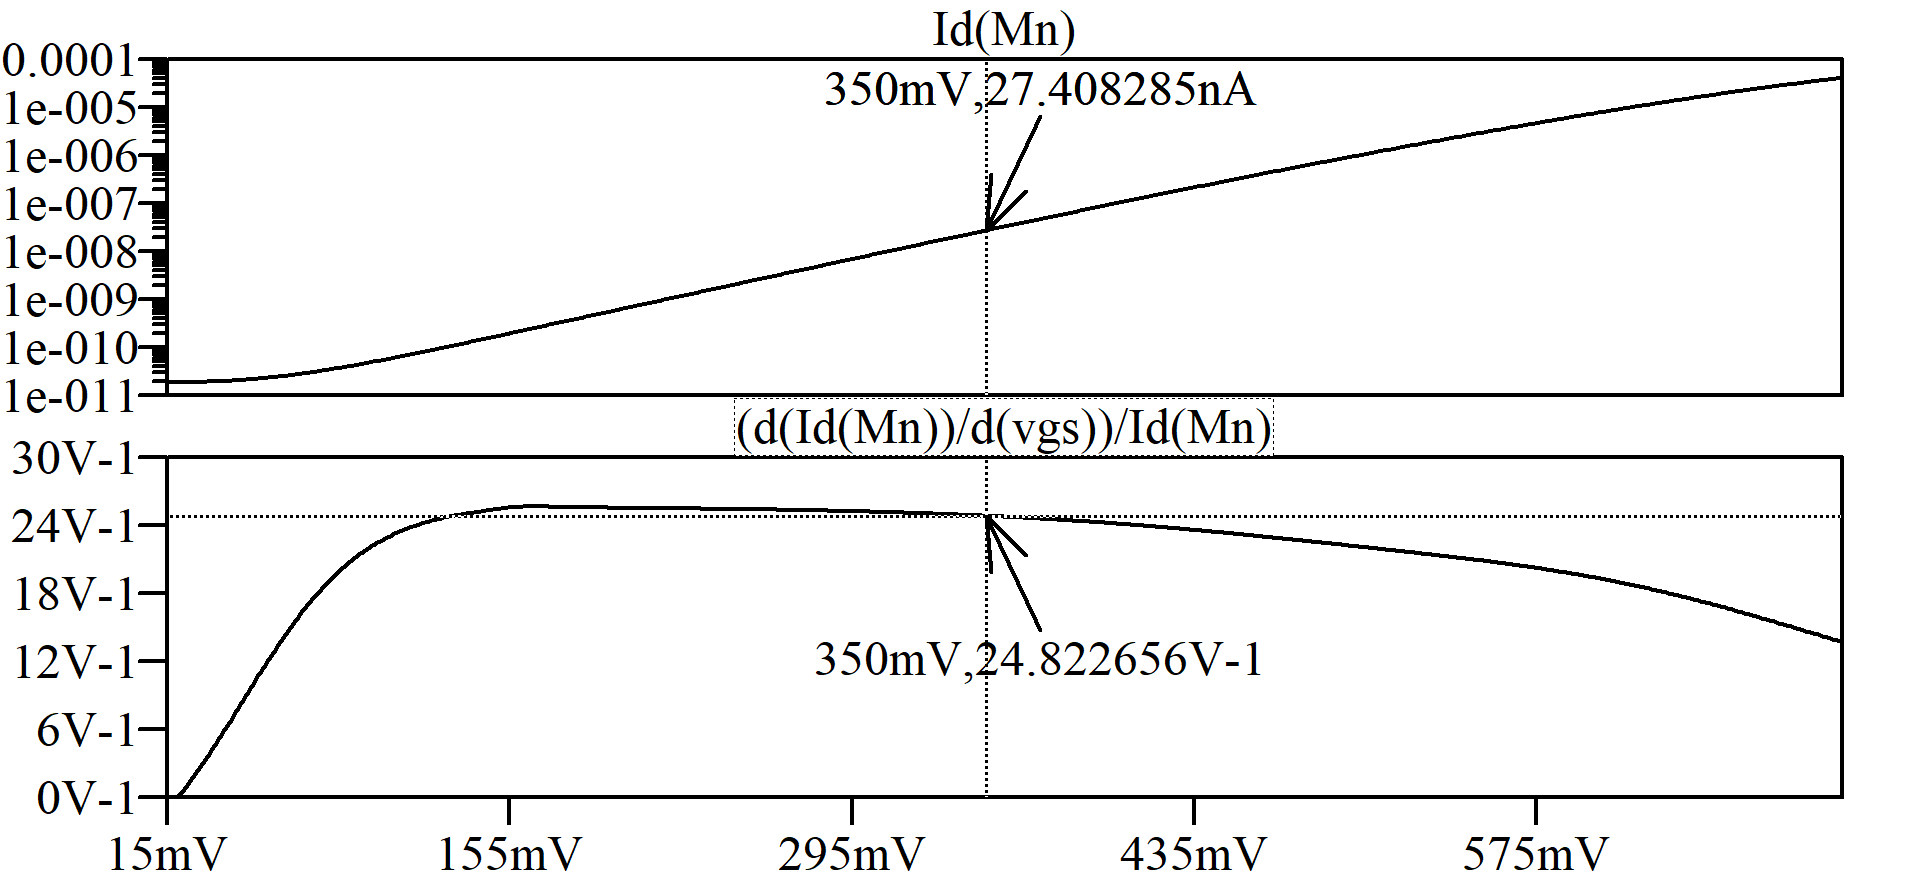 Id(Mn)
0.0001
1e-005
1e-006
1e-007
1e-008
1e-009
1e-010
1e-011
350mV,27.408285nA
(d(Id(Mn))/d(vgs))/Id(Mn)
30V-1
24V-1
18V-1
12V-1
6V-1
0V-1
350mV,24.822656V-1
15mV 155mV 295mV 435mV 575mV